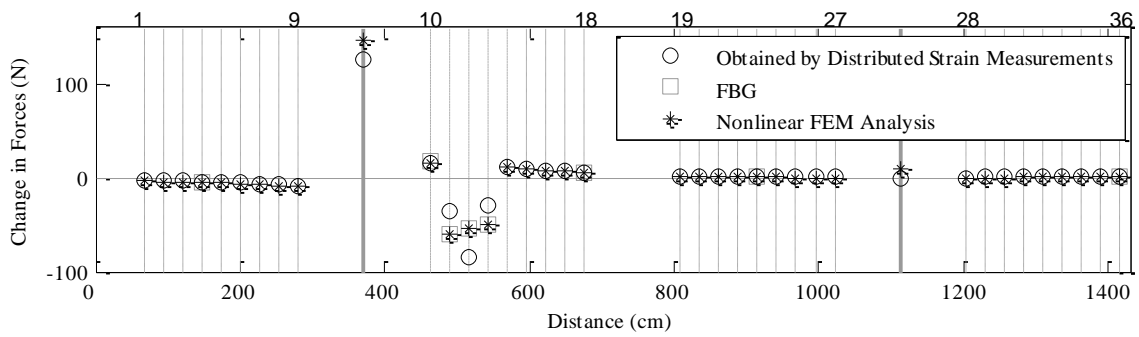 1 9 10 18 19 27 28 36
Obtained by Distributed Strain Measurements
FBG
Nonlinear FEM Analysis
Change in Forces (N)
100
0
-100
0 200 400 600 800 1000 1200 1400
Distance (cm)